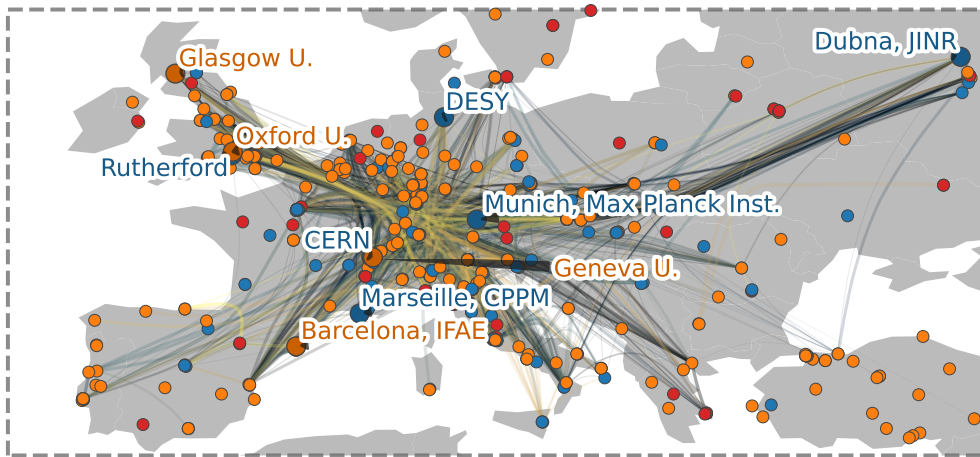 Dubna, JINR
Glasgow U.
DESY
Oxford U.
Rutherford
Munich, Max Planck Inst.
CERN
Geneva U.
Marseille, CPPM
Barcelona, IFAE